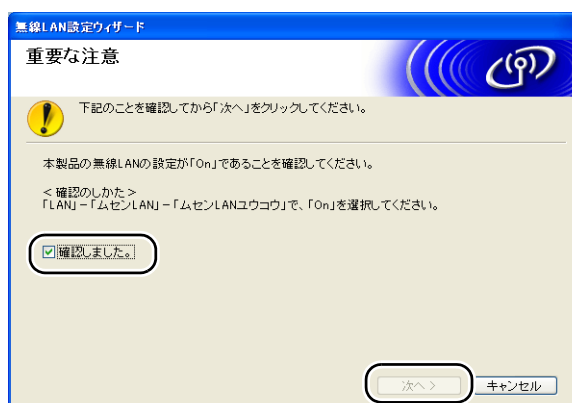 無線LAN設定ウィザード
重要な注意
下記のことを確認してから「次へ」をクリックしてください。
本製品の無線LANの設定が「On」であることを確認してください。
＜確認のしかた＞
「LAN」－「ムセンLAN」－「ムセンLANユウコウ」で、「On」を選択してください。
確認しました。
次へ >
キャンセル